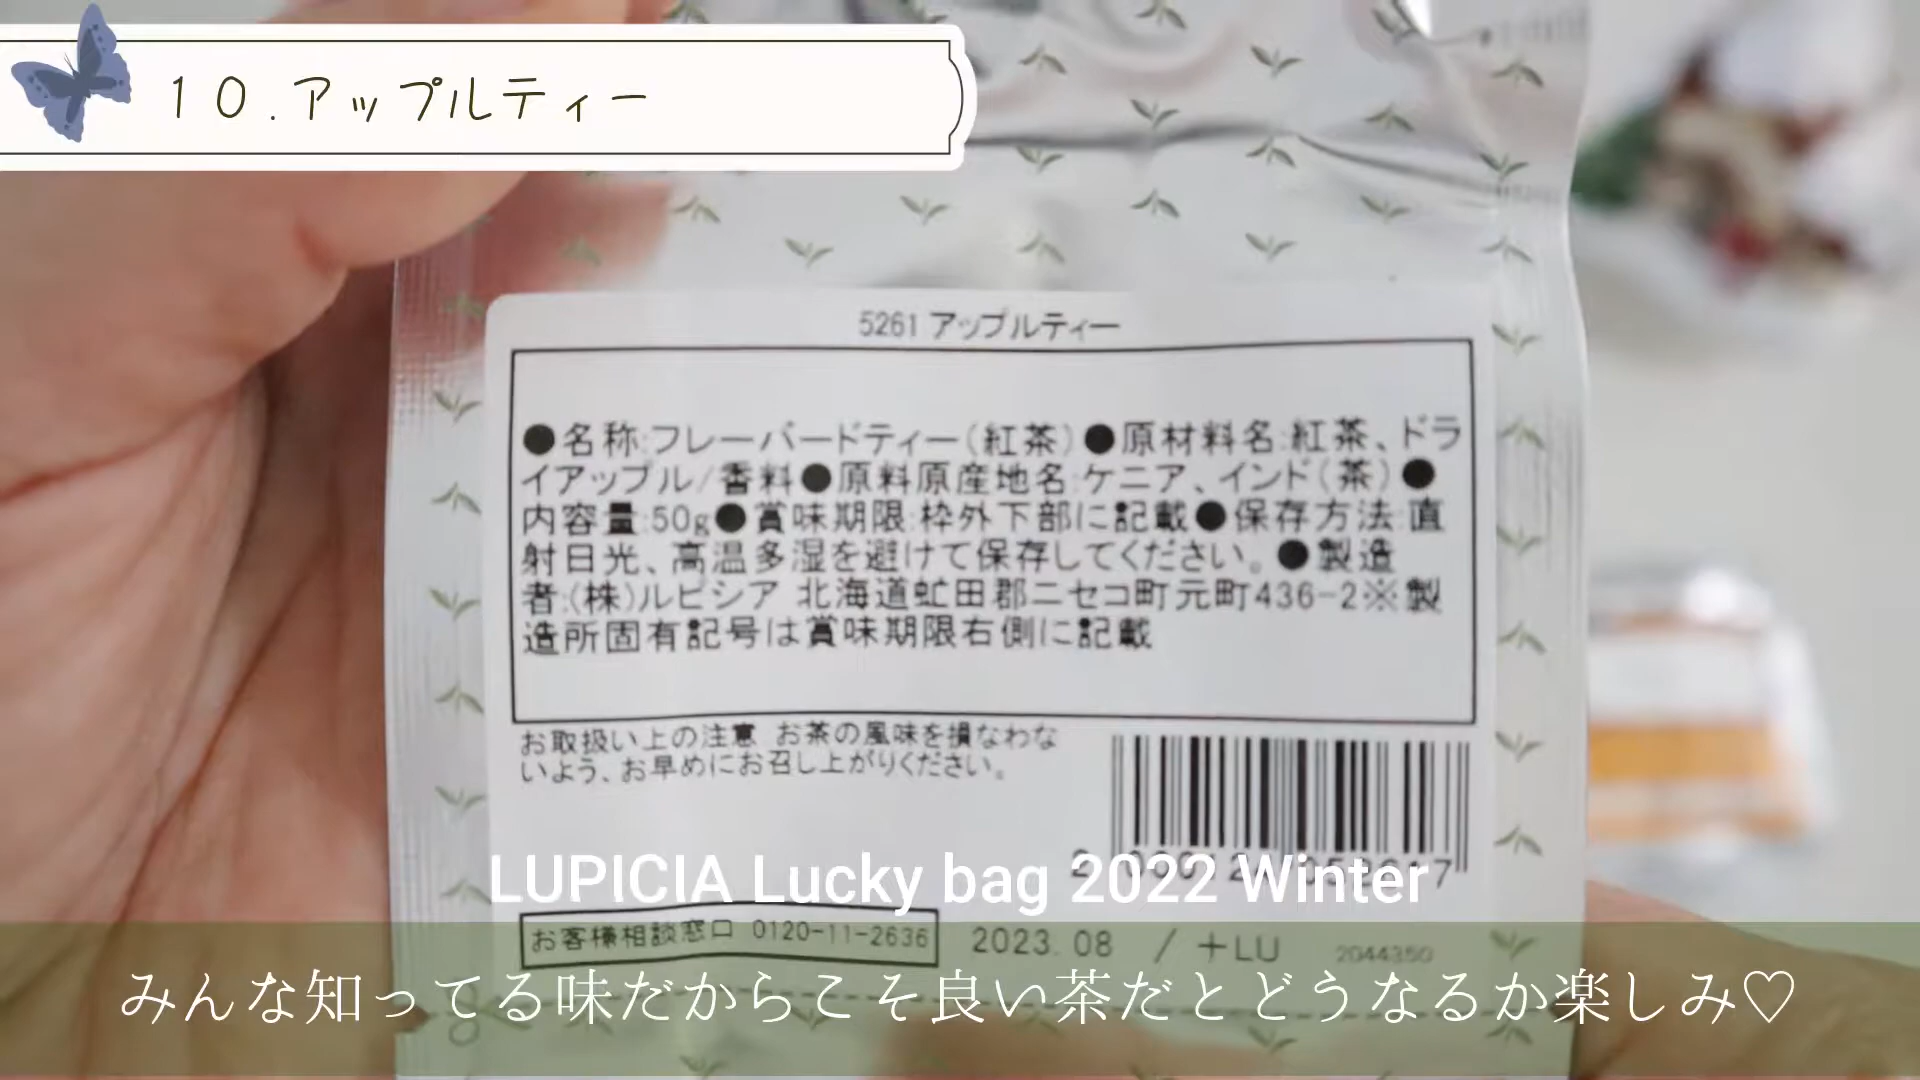 10.アップルティー
5261 アップルティー
●名称:フレーバードティー(紅茶)●原材料名:紅茶、ドラ
イアップル/香料●原料原産地名:ケニア、インド(茶)●
内容量:50g●賞味期限:枠外下部に記載●保存方法:直
射日光、高温多湿を避けて保存してください。●製造
者:(株)ルピシア 北海道虻田郡ニセコ町元町436-2※製
造所固有記号は賞味期限右側に記載
お取扱い上の注意 お茶の風味を損なわな
いよう、お早めにお召し上がりください。
LUPICIA Lucky bag 2022 Winter
お客様相談窓口 0120-11-2636
2023.08 / +LU 2044350
みんな知ってる味だからこそ良い茶だとどうなるか楽しみ♡